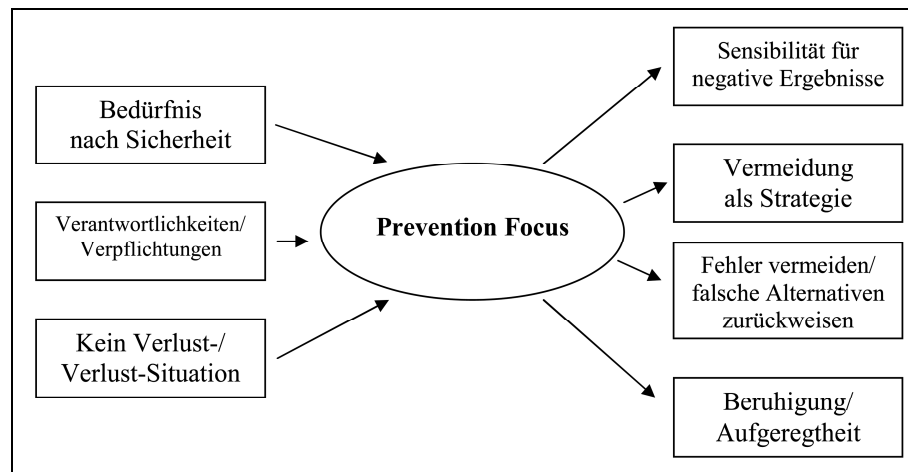 Bedürfnis
nach Sicherheit
Verantwortlichkeiten/
Verpflichtungen
Kein Verlust-/
Verlust-Situation
Prevention Focus
Sensibilität für
negative Ergebnisse
Vermeidung
als Strategie
Fehler vermeiden/
falsche Alternativen
zurückweisen
Beruhigung/
Aufgeregtheit